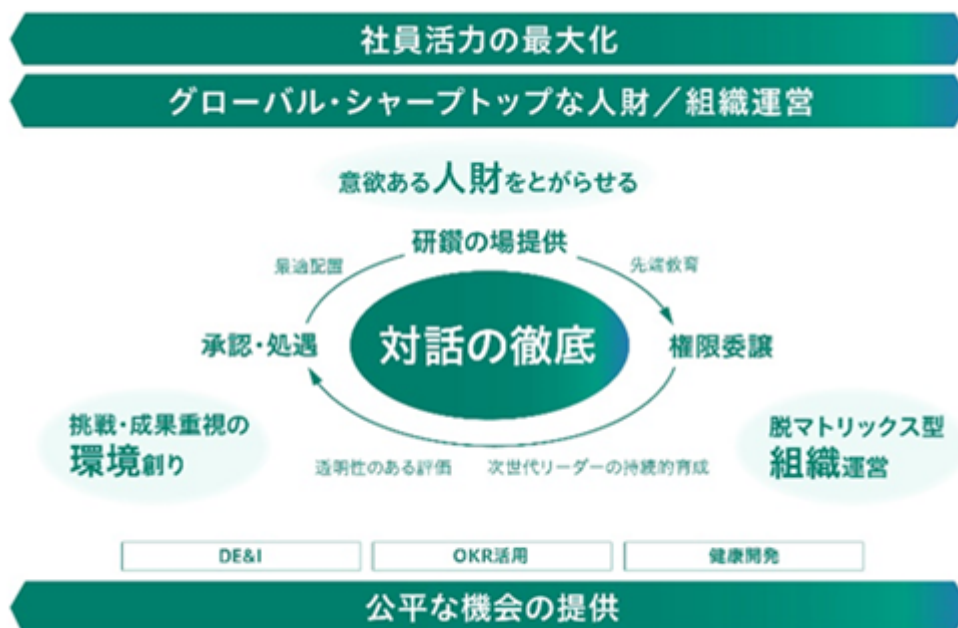 社員活力の最大化
グローバル・シャープトップな人財／組織運営
意欲ある人財をとがらせる
研鑽の場提供
最適配置
先端教育
承認・処遇
対話の徹底
権限委譲
挑戦・成果重視の
環境創り
脱マトリックス型
組織運営
透明性のある評価
次世代リーダーの持続的育成
DE&I
OKR活用
健康開発
公平な機会の提供